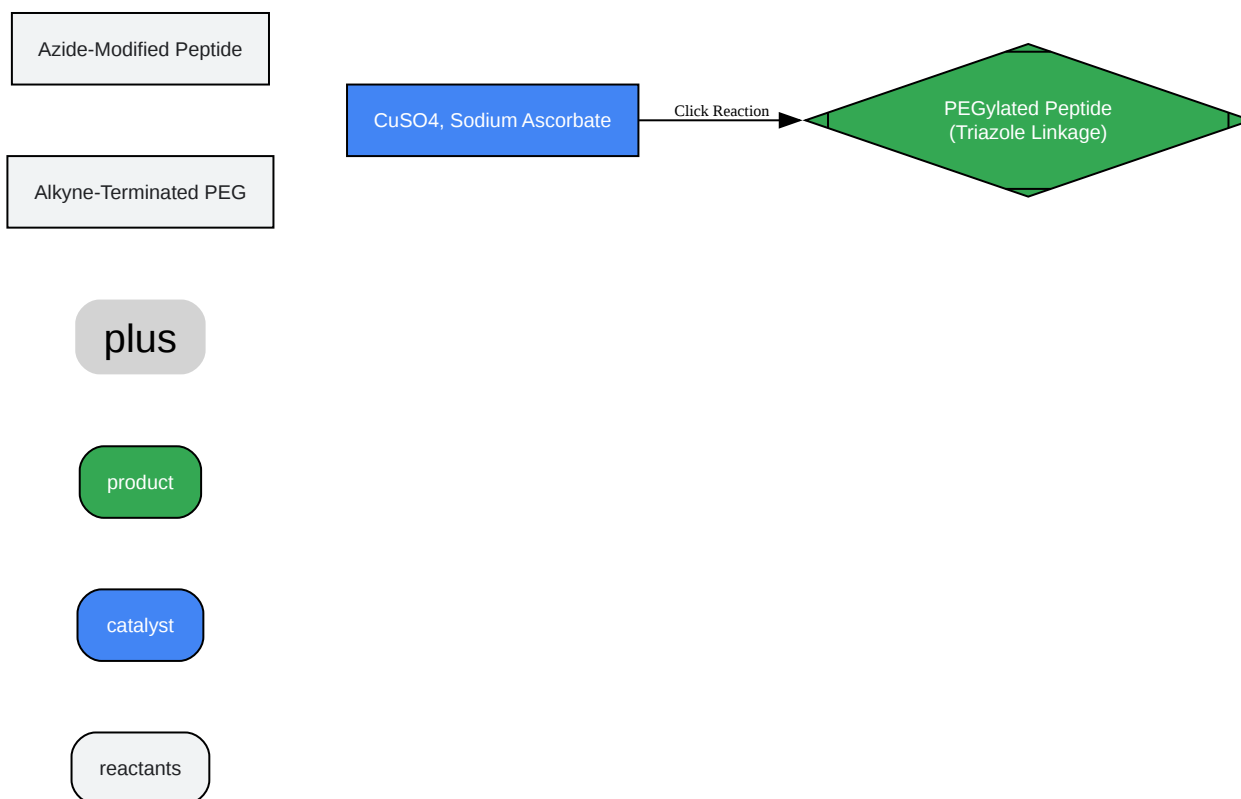 Azide-Modified Peptide
Alkyne-Terminated PEG
CuSO4, Sodium Ascorbate
Click Reaction
PEGylated Peptide
(Triazole Linkage)
plus
product
catalyst
reactants